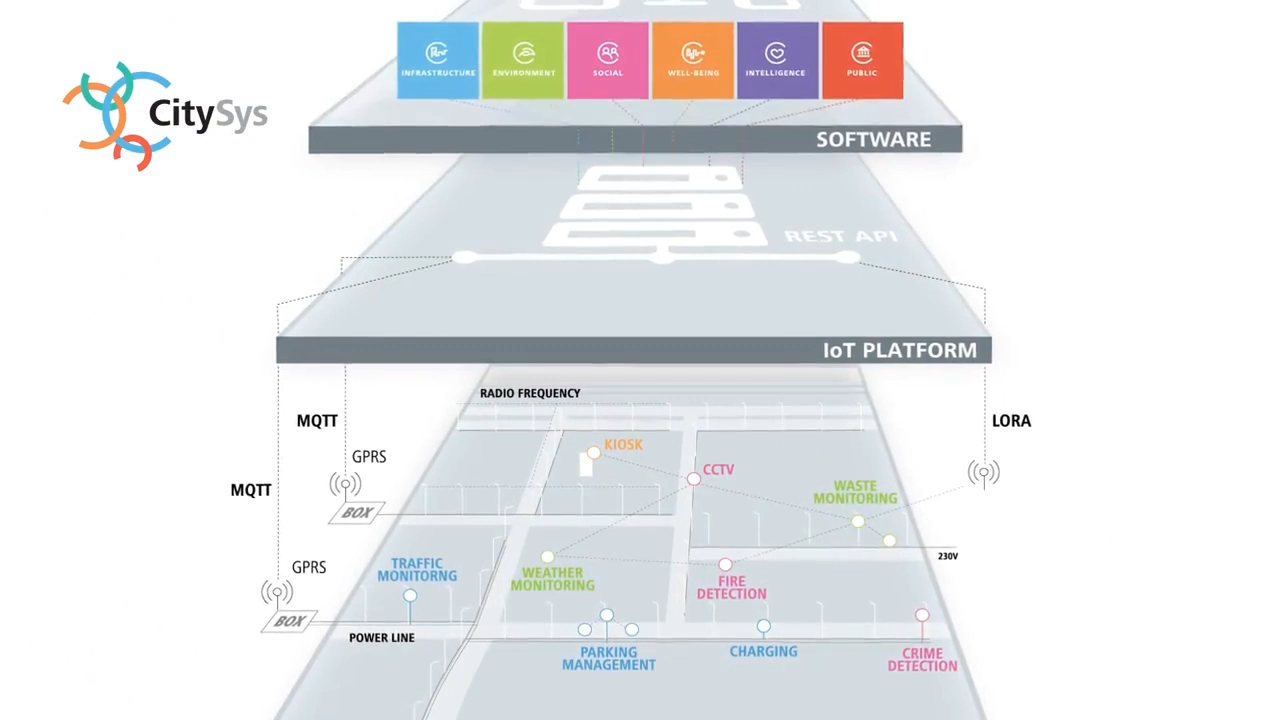 INFRASTRUCTURE
ENVIRONMENT
SOCIAL
WELL-BEING
INTELLIGENCE
PUBLIC
CitySys
SOFTWARE
REST API
IoT PLATFORM
RADIO FREQUENCY
MQTT
LORA
KIOSK
GPRS
CCTV
MQTT
WASTE
MONITORING
BOX
230V
GPRS
TRAFFIC
MONITORNG
WEATHER
MONITORING
FIRE
DETECTION
BOX
POWER LINE
PARKING
MANAGEMENT
CHARGING
CRIME
DETECTION